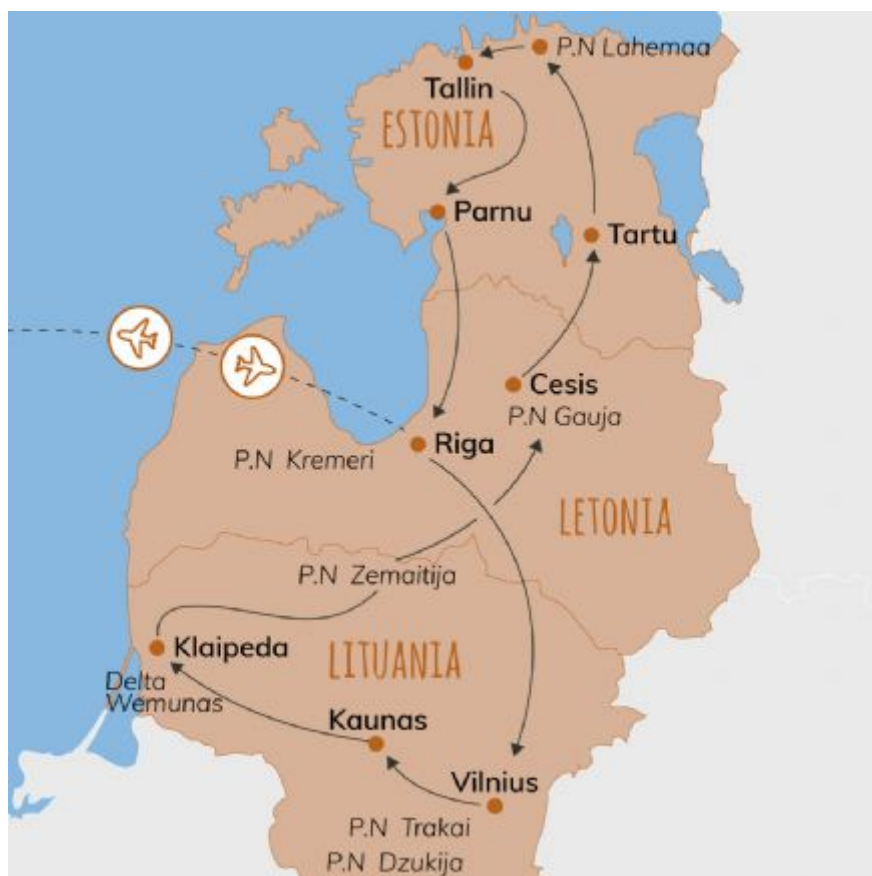 P.N Lahemaa
Tallin
ESTONIA
Parnu
Tartu
Cesis
P.N Gauja
Riga
P.N Kremeri
LETONIA
P.N Zemaitija
Klaipeda
LITUANIA
Delta
Wemunas
Kaunas
Vilnius
P.N Trakai
P.N Dzukija